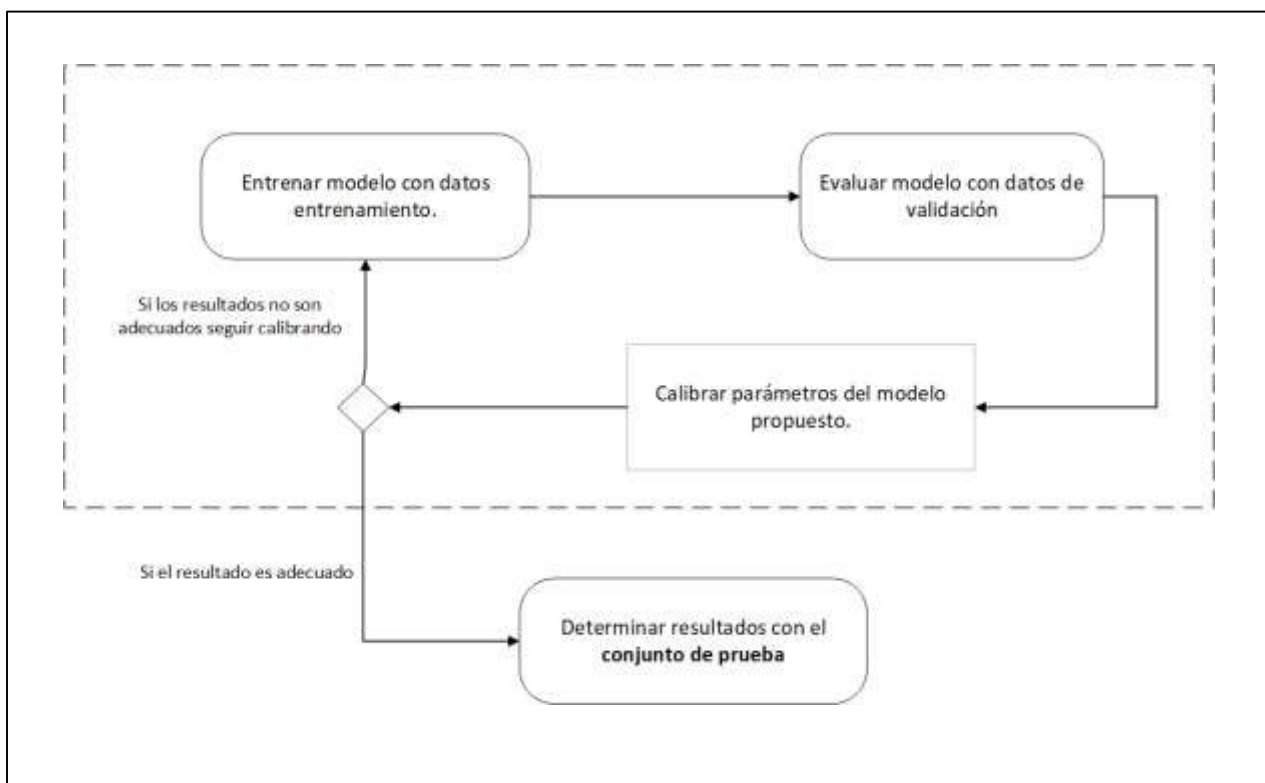 Entrenar modelo con datos
entrenamiento.
Evaluar modelo con datos de
validación
Si los resultados no son
adecuados seguir calibrando
Calibrar parámetros del modelo
propuesto.
Si el resultado es adecuado
Determinar resultados con el
conjunto de prueba